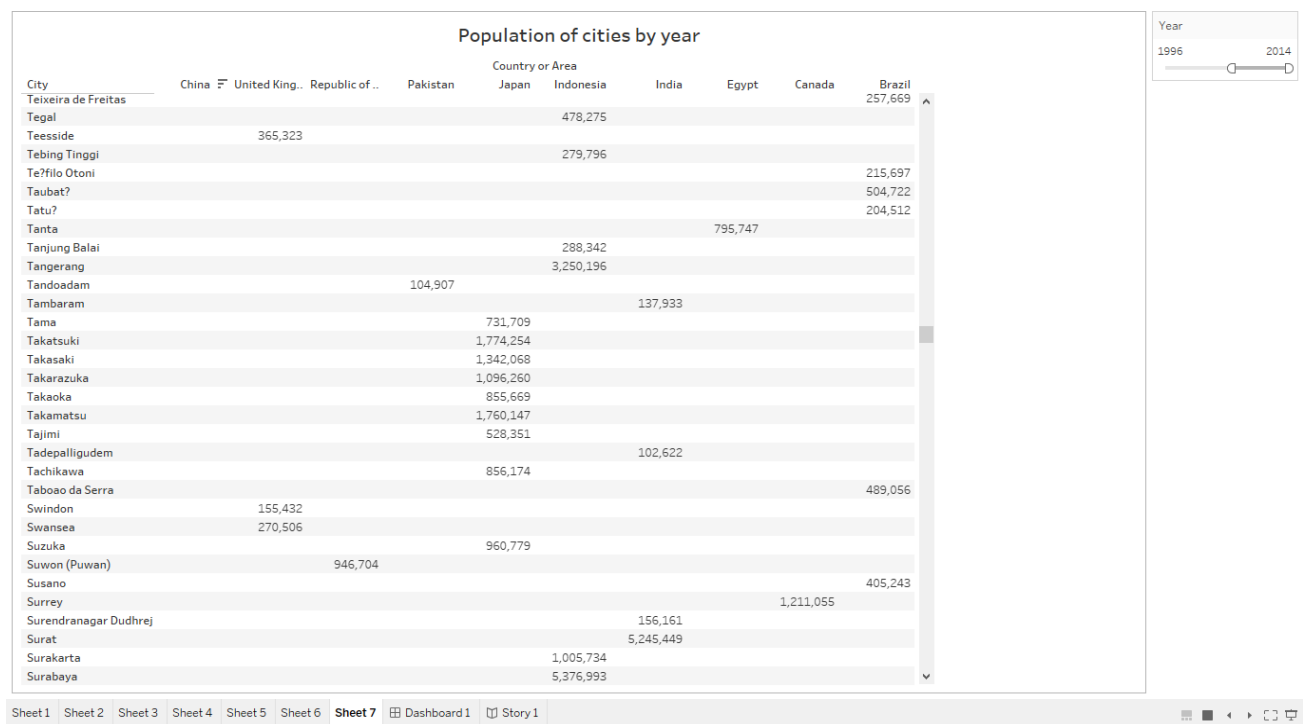 Population of cities by year
Year
1996 2014
Country or Area
City China United King.. Republic of .. Pakistan Japan Indonesia India Egypt Canada Brazil
Teixeira de Freitas 257,669
Tegal 478,275
Teesside 365,323
Tebing Tinggi 279,796
Te?filo Otoni 215,697
Taubat? 504,722
Tatu? 204,512
Tanta 795,747
Tanjung Balai 288,342
Tangerang 3,250,196
Tandoadam 104,907
Tambaram 137,933
Tama 731,709
Takatsuki 1,774,254
Takasaki 1,342,068
Takarazuka 1,096,260
Takaoka 855,669
Takamatsu 1,760,147
Tajimi 528,351
Tadepalligudem 102,622
Tachikawa 856,174
Taboao da Serra 489,056
Swindon 155,432
Swansea 270,506
Suzuka 960,779
Suwon (Puwan) 946,704
Susano 405,243
Surrey 1,211,055
Surendranagar Dudhrej 156,161
Surat 5,245,449
Surakarta 1,005,734
Surabaya 5,376,993
Sheet 1 Sheet 2 Sheet 3 Sheet 4 Sheet 5 Sheet 6 Sheet 7 Dashboard 1 Story 1